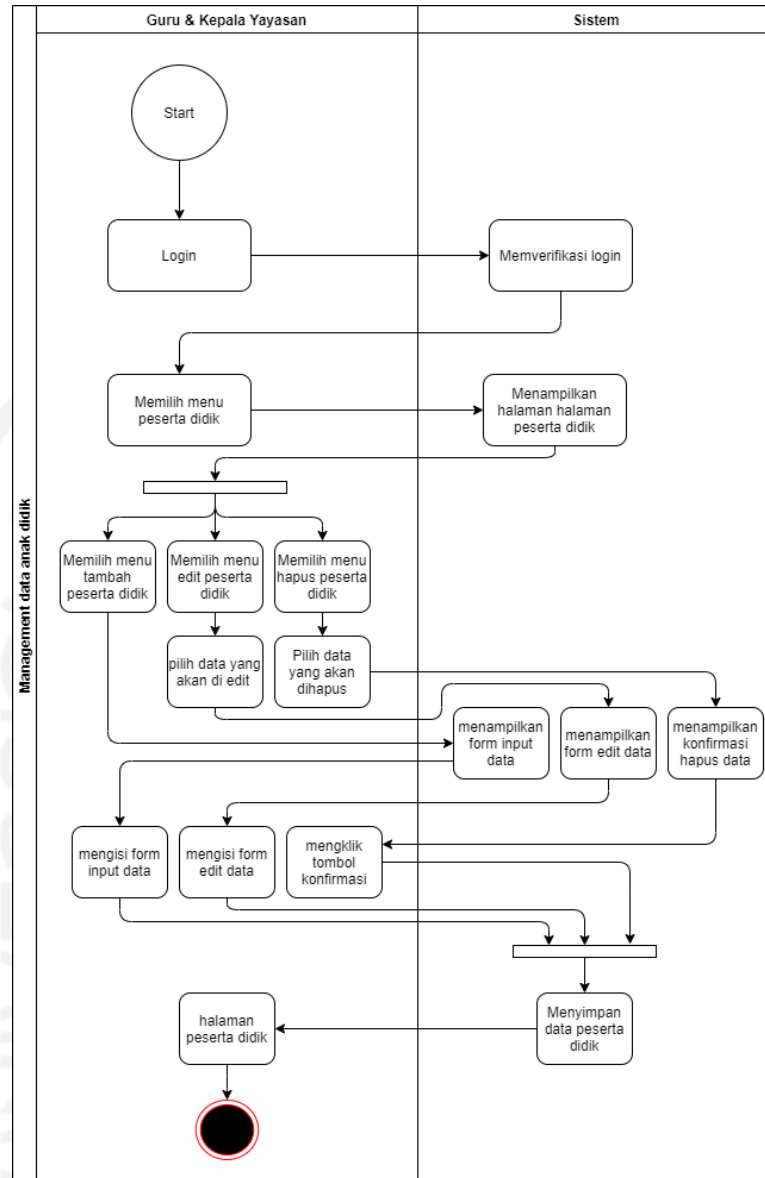 Guru & Kepala Yayasan
Sistem
Management data anak didik
Start
Login
Memverifikasi login
Memilih menu
peserta didik
Menampilkan
halaman halaman
peserta didik
Memilih menu
tambah
peserta didik
Memilih menu
edit peserta
didik
Memilih menu
hapus peserta
didik
pilih data yang
akan di edit
Pilih data
yang akan
dihapus
menampilkan
form input
data
menampilkan
form edit data
menampilkan
konfirmasi
hapus data
mengisi form
input data
mengisi form
edit data
mengklik
tombol
konfirmasi
Menyimpan
data peserta
didik
halaman
peserta didik